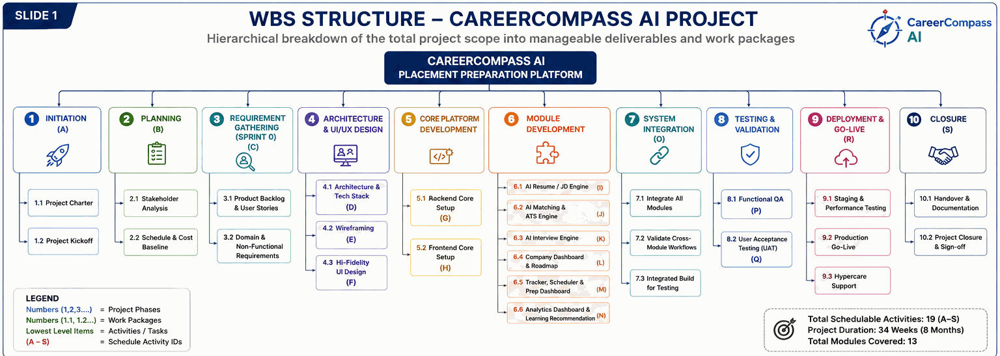 SLIDE 1
WBS STRUCTURE – CAREERCOMPASS AI PROJECT
Hierarchical breakdown of the total project scope into manageable deliverables and work packages
CareerCompass
AI
CAREERCOMPASS AI
PLACEMENT PREPARATION PLATFORM
1 INITIATION
(A)
1.1 Project Charter
1.2 Project Kickoff
2 PLANNING
(B)
2.1 Stakeholder
Analysis
2.2 Schedule & Cost
Baseline
3 REQUIREMENT
GATHERING
(SPRINT 0)
(C)
3.1 Product Backlog
& User Stories
3.2 Domain &
Non-Functional
Requirements
4 ARCHITECTURE
& UI/UX DESIGN
4.1 Architecture &
Tech Stack
(D)
4.2 Wireframing
(E)
4.3 Hi-Fidelity
UI Design
(F)
5 CORE PLATFORM
DEVELOPMENT
</>
5.1 Rackend Core
Setup
(G)
5.2 Frontend Core
Setup
(H)
6 MODULE
DEVELOPMENT
6.1 AI Resume / JD Engine (I)
6.2 AI Matching &
ATS Engine (J)
6.3 AI Interview Engine (K)
6.4 Company Dashboard
& Roadmap (L)
6.5 Tracker, Scheduler &
Prep Dashboard (M)
6.6 Analytics Dashboard &
Learning Recommendation (N)
7 SYSTEM
INTEGRATION
(O)
7.1 Integrate All
Modules
7.2 Validate Cross-
Module Workflows
7.3 Integrated Build
for Testing
8 TESTING &
VALIDATION
8.1 Functional QA
(P)
8.2 User Acceptance
Testing (UAT)
(Q)
9 DEPLOYMENT &
GO-LIVE
(R)
9.1 Staging &
Performance Testing
9.2 Production
Go-Live
9.3 Hypercare
Support
10 CLOSURE
(S)
10.1 Handover &
Documentation
10.2 Project Closure
& Sign-off
LEGEND
Numbers (1,2,3....) = Project Phases
Numbers (1.1, 1.2...) = Work Packages
Lowest Level Items = Activities / Tasks
(A – S) = Schedule Activity IDs
Total Schedulable Activities: 19 (A–S)
Project Duration: 34 Weeks (8 Months)
Total Modules Covered: 13